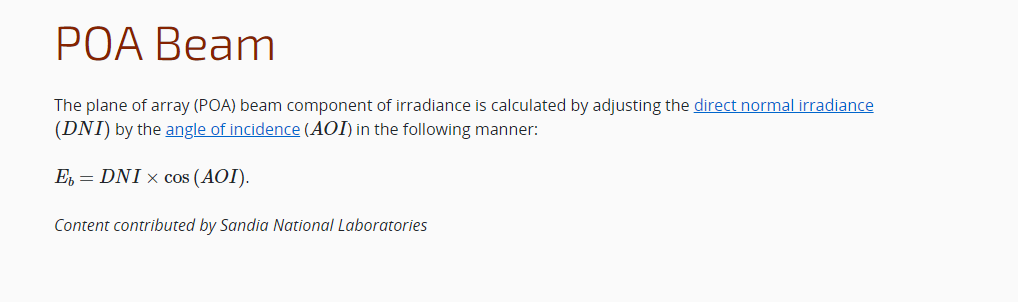 POA Beam
The plane of array (POA) beam component of irradiance is calculated by adjusting the direct normal irradiance
(DNI) by the angle of incidence (AOI) in the following manner:
E_b = DNI × cos (AOI).
Content contributed by Sandia National Laboratories